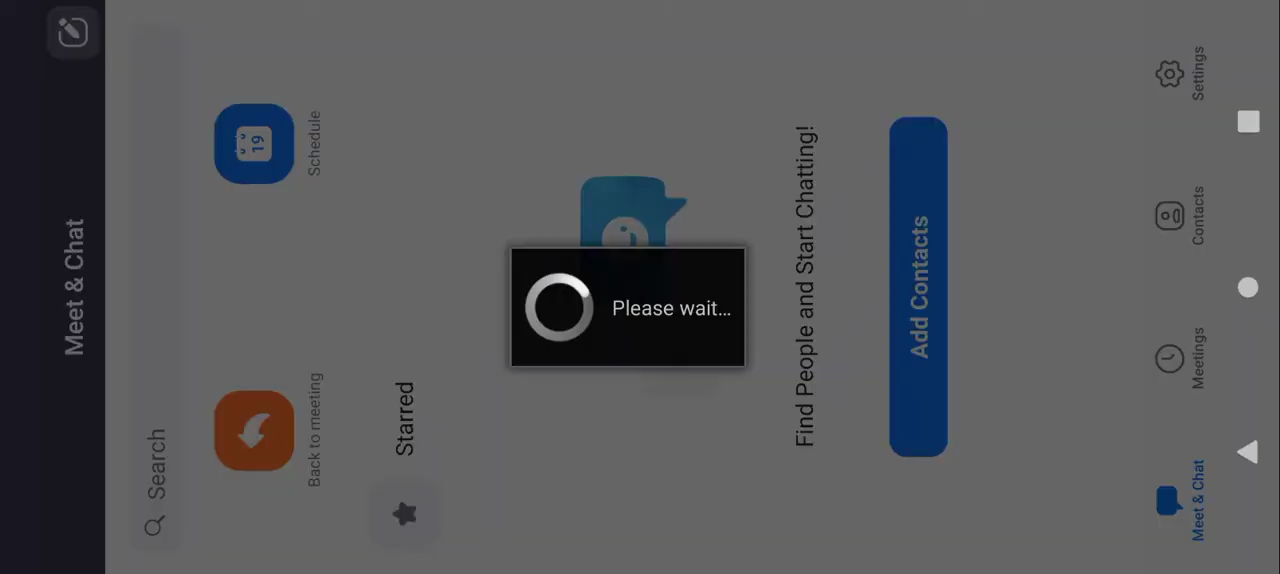 Meet & Chat
Search
Back to meeting
Schedule
19
Starred
Please wait...
Find People and Start Chatting!
Add Contacts
Meet & Chat
Meetings
Contacts
Settings